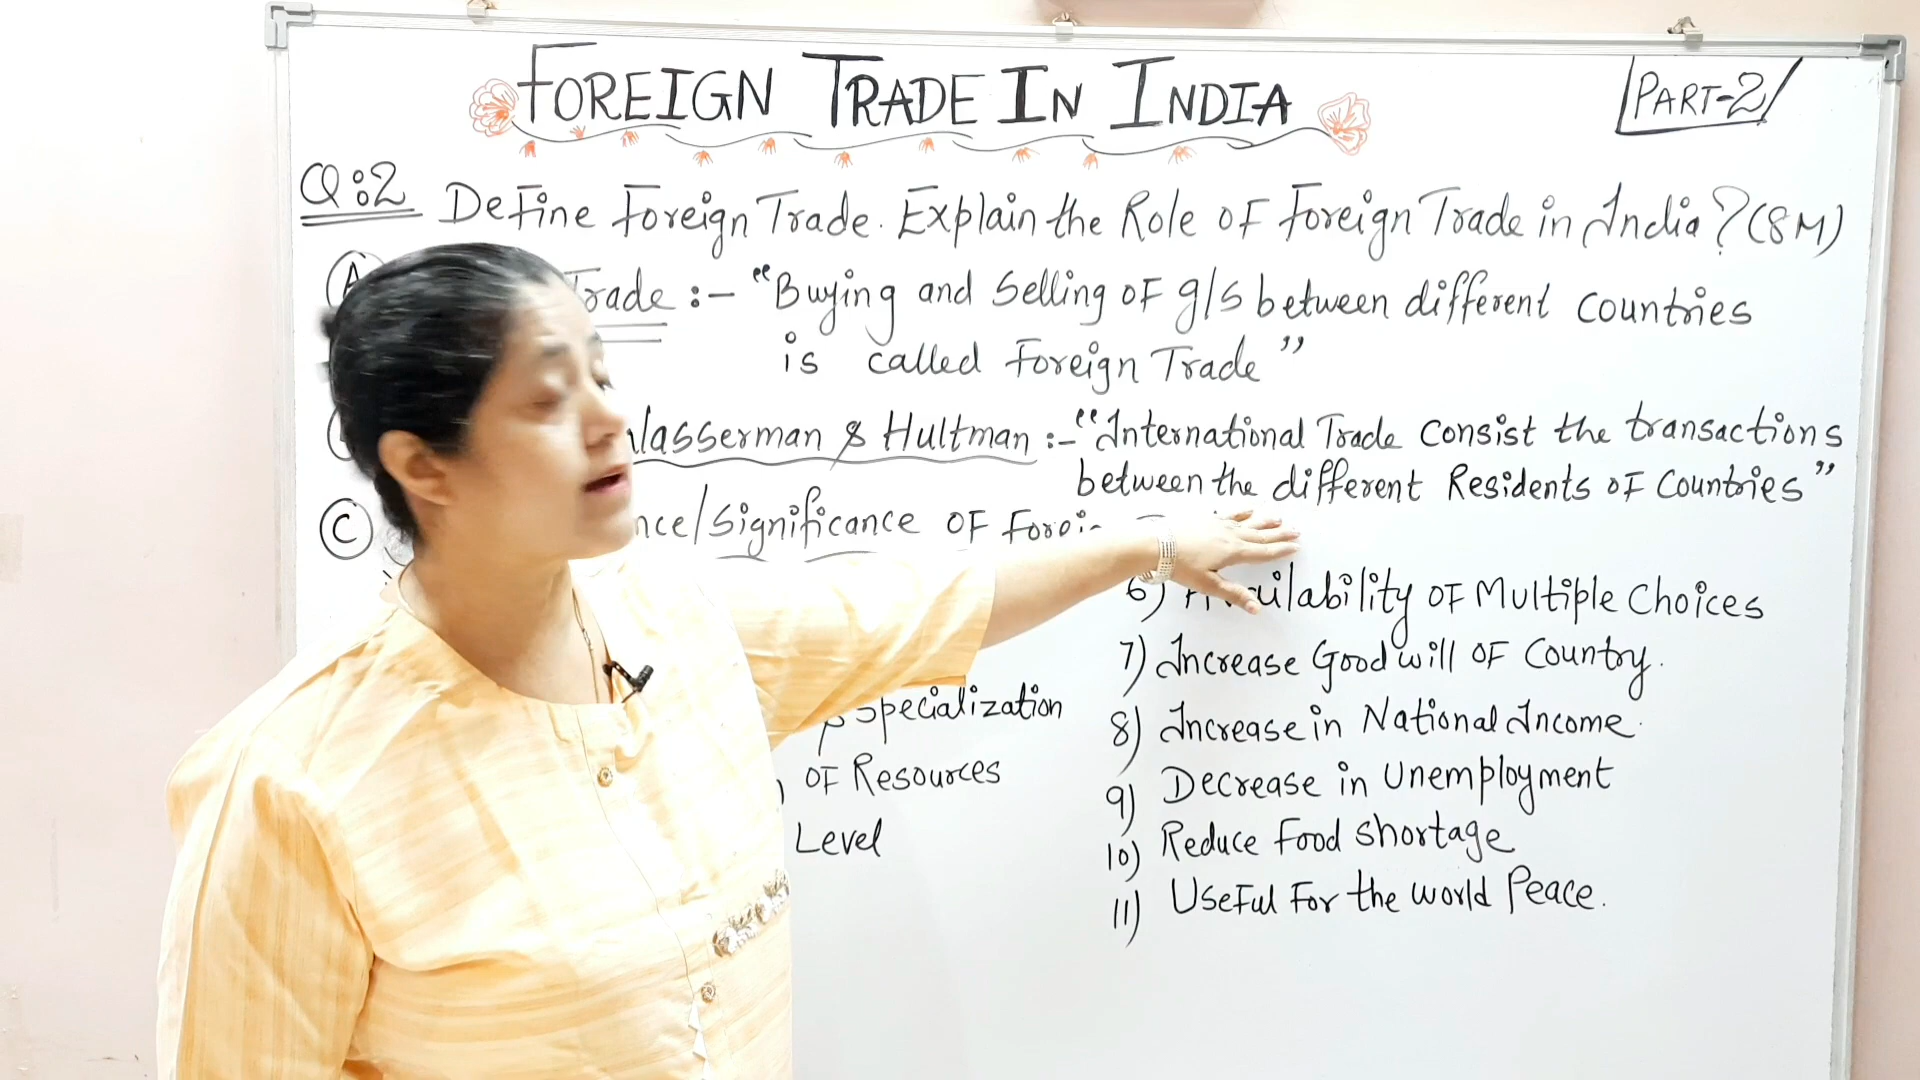 FOREIGN TRADE IN INDIA
PART-2
Q:2 Define Foreign Trade. Explain the Role of Foreign Trade in India? (8M)
A Trade :- "Buying and Selling of g/s between different countries
is called Foreign Trade"
Wasserman & Hultman :- "International Trade consist the transactions
between the different Residents of Countries"
C nce/Significance of
6) Availability of Multiple Choices
7) Increase Goodwill of Country.
Specialization
8) Increase in National Income.
of Resources
9) Decrease in Unemployment
Level
10) Reduce Food Shortage
11) Useful For the world Peace.